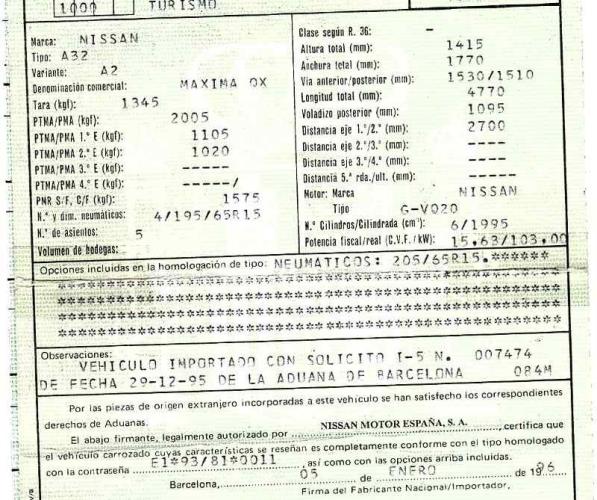 1000 TURISMO
Marca: NISSAN
Tipo: A32
Variante: A2
Denominación comercial: MAXIMA QX
Tara (kgf): 1345
PTMA/PMA (kgf): 2005
PTMA/PMA 1.° E (kgf): 1105
PTMA/PMA 2.° E (kgf): 1020
PTMA/PMA 3.° E (kgf): -----
PTMA/PMA 4.° E (kgf): ------/
PNR S/F, C/F (kgf): 1575
N.° y dim. neumáticos: 4/195/65R15
N.° de asientos: 5
Volumen de bodegas:
Clase según R. 36: -
Altura total (mm): 1415
Anchura total (mm): 1770
Vía anterior/posterior (mm): 1530/1510
Longitud total (mm): 4770
Voladizo posterior (mm): 1095
Distancia eje 1.°/2.° (mm): 2700
Distancia eje 2.°/3.° (mm): ----
Distancia eje 3.°/4.° (mm): ----
Distancia 5.ª rda./ult. (mm): -----
Motor: Marca NISSAN
Tipo G-VQ20
N.° Cilindros/Cilindrada (cm³): 6/1995
Potencia fiscal/real (C.V.F./kW): 15,63/103,00
Opciones incluidas en la homologación de tipo: NEUMATICOS: 205/65R15.******
Observaciones:
VEHICULO IMPORTADO CON SOLICITO I-5 N. 007474
DE FECHA 29-12-95 DE LA ADUANA DE BARCELONA 084M
Por las piezas de origen extranjero incorporadas a este vehículo se han satisfecho los correspondientes
derechos de Aduanas.
El abajo firmante, legalmente autorizado por NISSAN MOTOR ESPAÑA, S. A. , certifica que
el vehículo carrozado cuyas características se reseñan es completamente conforme con el tipo homologado
con la contraseña E1*93/81*0011 , así como con las opciones arriba incluidas.
Barcelona, 05 de ENERO de 1996
Firma del Fabricante Nacional/Importador,